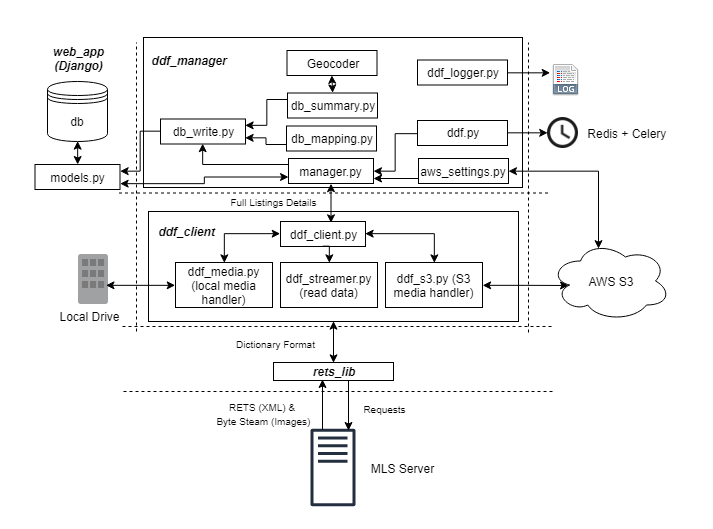 web_app
(Django)
db
models.py
ddf_manager
Geocoder
ddf_logger.py
LOG
db_summary.py
db_write.py
db_mapping.py
ddf.py
Redis + Celery
manager.py
aws_settings.py
Full Listings Details
ddf_client
ddf_client.py
ddf_media.py
(local media
handler)
ddf_streamer.py
(read data)
ddf_s3.py (S3
media handler)
AWS S3
Local Drive
Dictionary Format
rets_lib
RETS (XML) &
Byte Steam (Images)
Requests
MLS Server